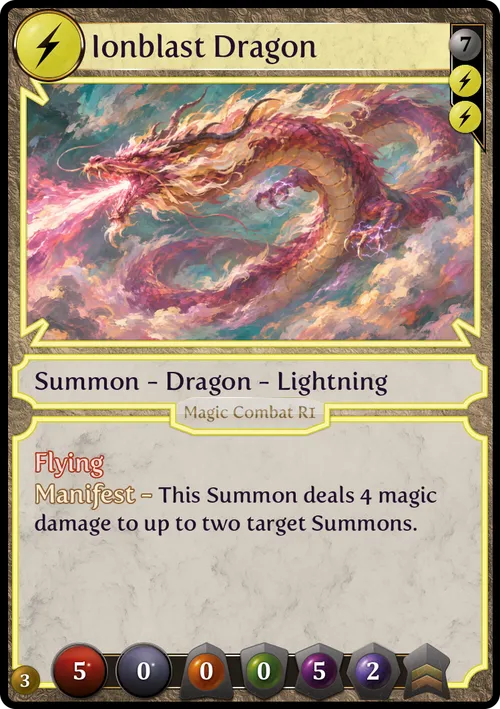 Ionblast Dragon
7
Summon - Dragon - Lightning
Magic Combat R1
Flying
Manifest - This Summon deals 4 magic
damage to up to two target Summons.
3 5* 0* 0 0 5 2